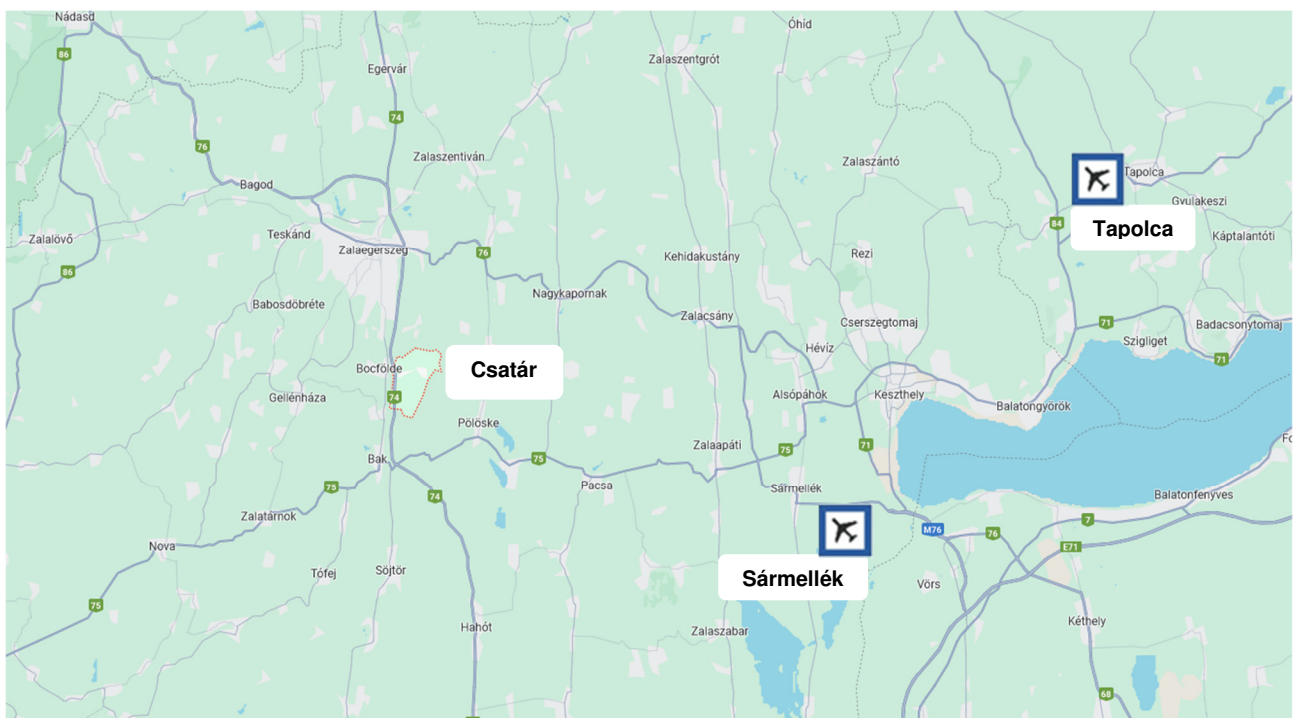 Nádasd
Óhíd
86
Egervár
Zalaszentgrót
74
76
Zalaszentiván
Zalaszántó
Tapolca
Bagod
Gyulakeszi
84
Tapolca
Zalalövő
Teskánd
Káptalantóti
Zalaegerszeg
76
Kehidakustány
Rezi
86
Nagykapornak
Babosdöbréte
Zalacsány
Cserszegtomaj
71
Badacsonytomaj
Szigliget
Hévíz
71
Bocfölde
Csatár
Gellénháza
74
Alsópáhok
Keszthely
Balatongyörök
Pölöske
Zalaapáti
75
71
Bak
75
Pacsa
75
Sármellék
74
Balatonfenyves
Zalatárnok
7
M76
76
Nova
E71
Tófej
Söjtör
Sármellék
Vörs
75
Hahót
Zalaszabar
Kéthely
68